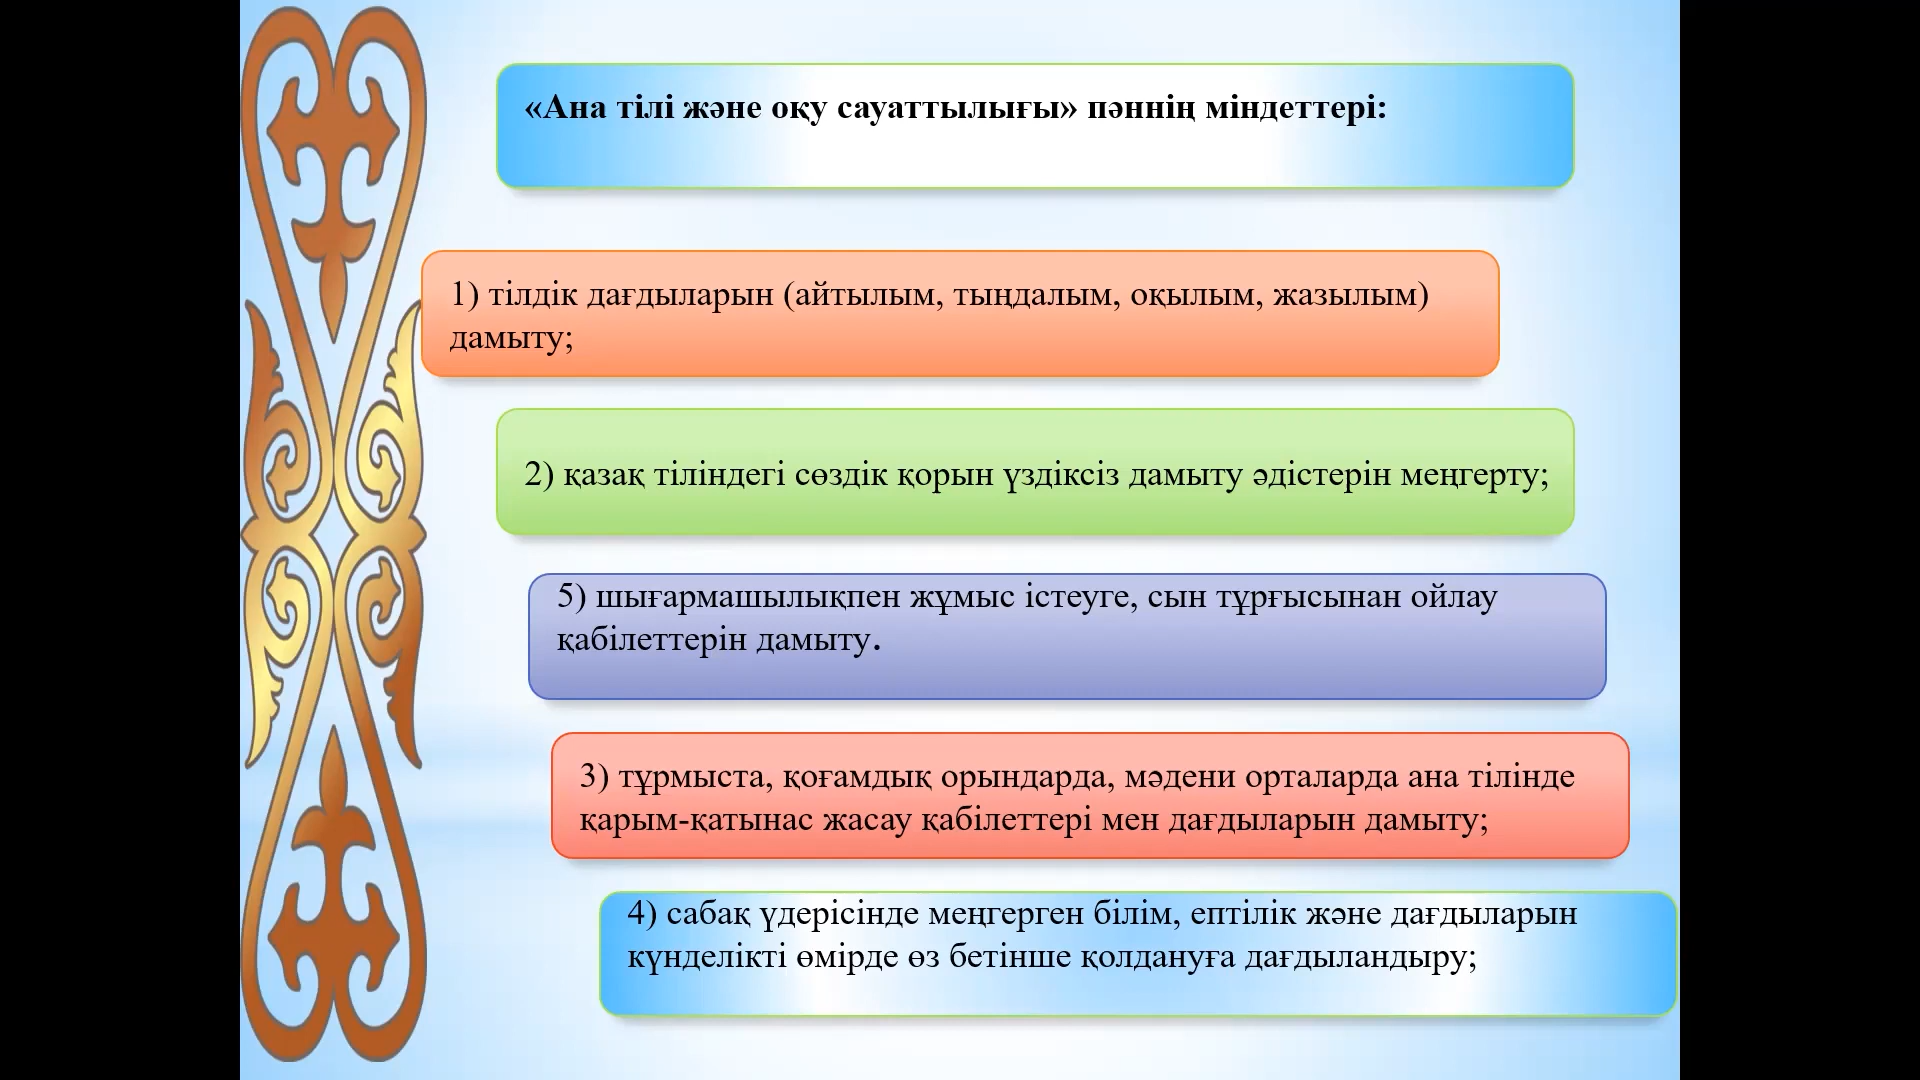 «Ана тілі және оқу сауаттылығы» пәннің міндеттері:
1) тілдік дағдыларын (айтылым, тыңдалым, оқылым, жазылым)
дамыту;
2) қазақ тіліндегі сөздік қорын үздіксіз дамыту әдістерін меңгерту;
5) шығармашылықпен жұмыс істеуге, сын тұрғысынан ойлау
қабілеттерін дамыту.
3) тұрмыста, қоғамдық орындарда, мәдени орталарда ана тілінде
қарым-қатынас жасау қабілеттері мен дағдыларын дамыту;
4) сабақ үдерісінде меңгерген білім, ептілік және дағдыларын
күнделікті өмірде өз бетінше қолдануға дағдыландыру;